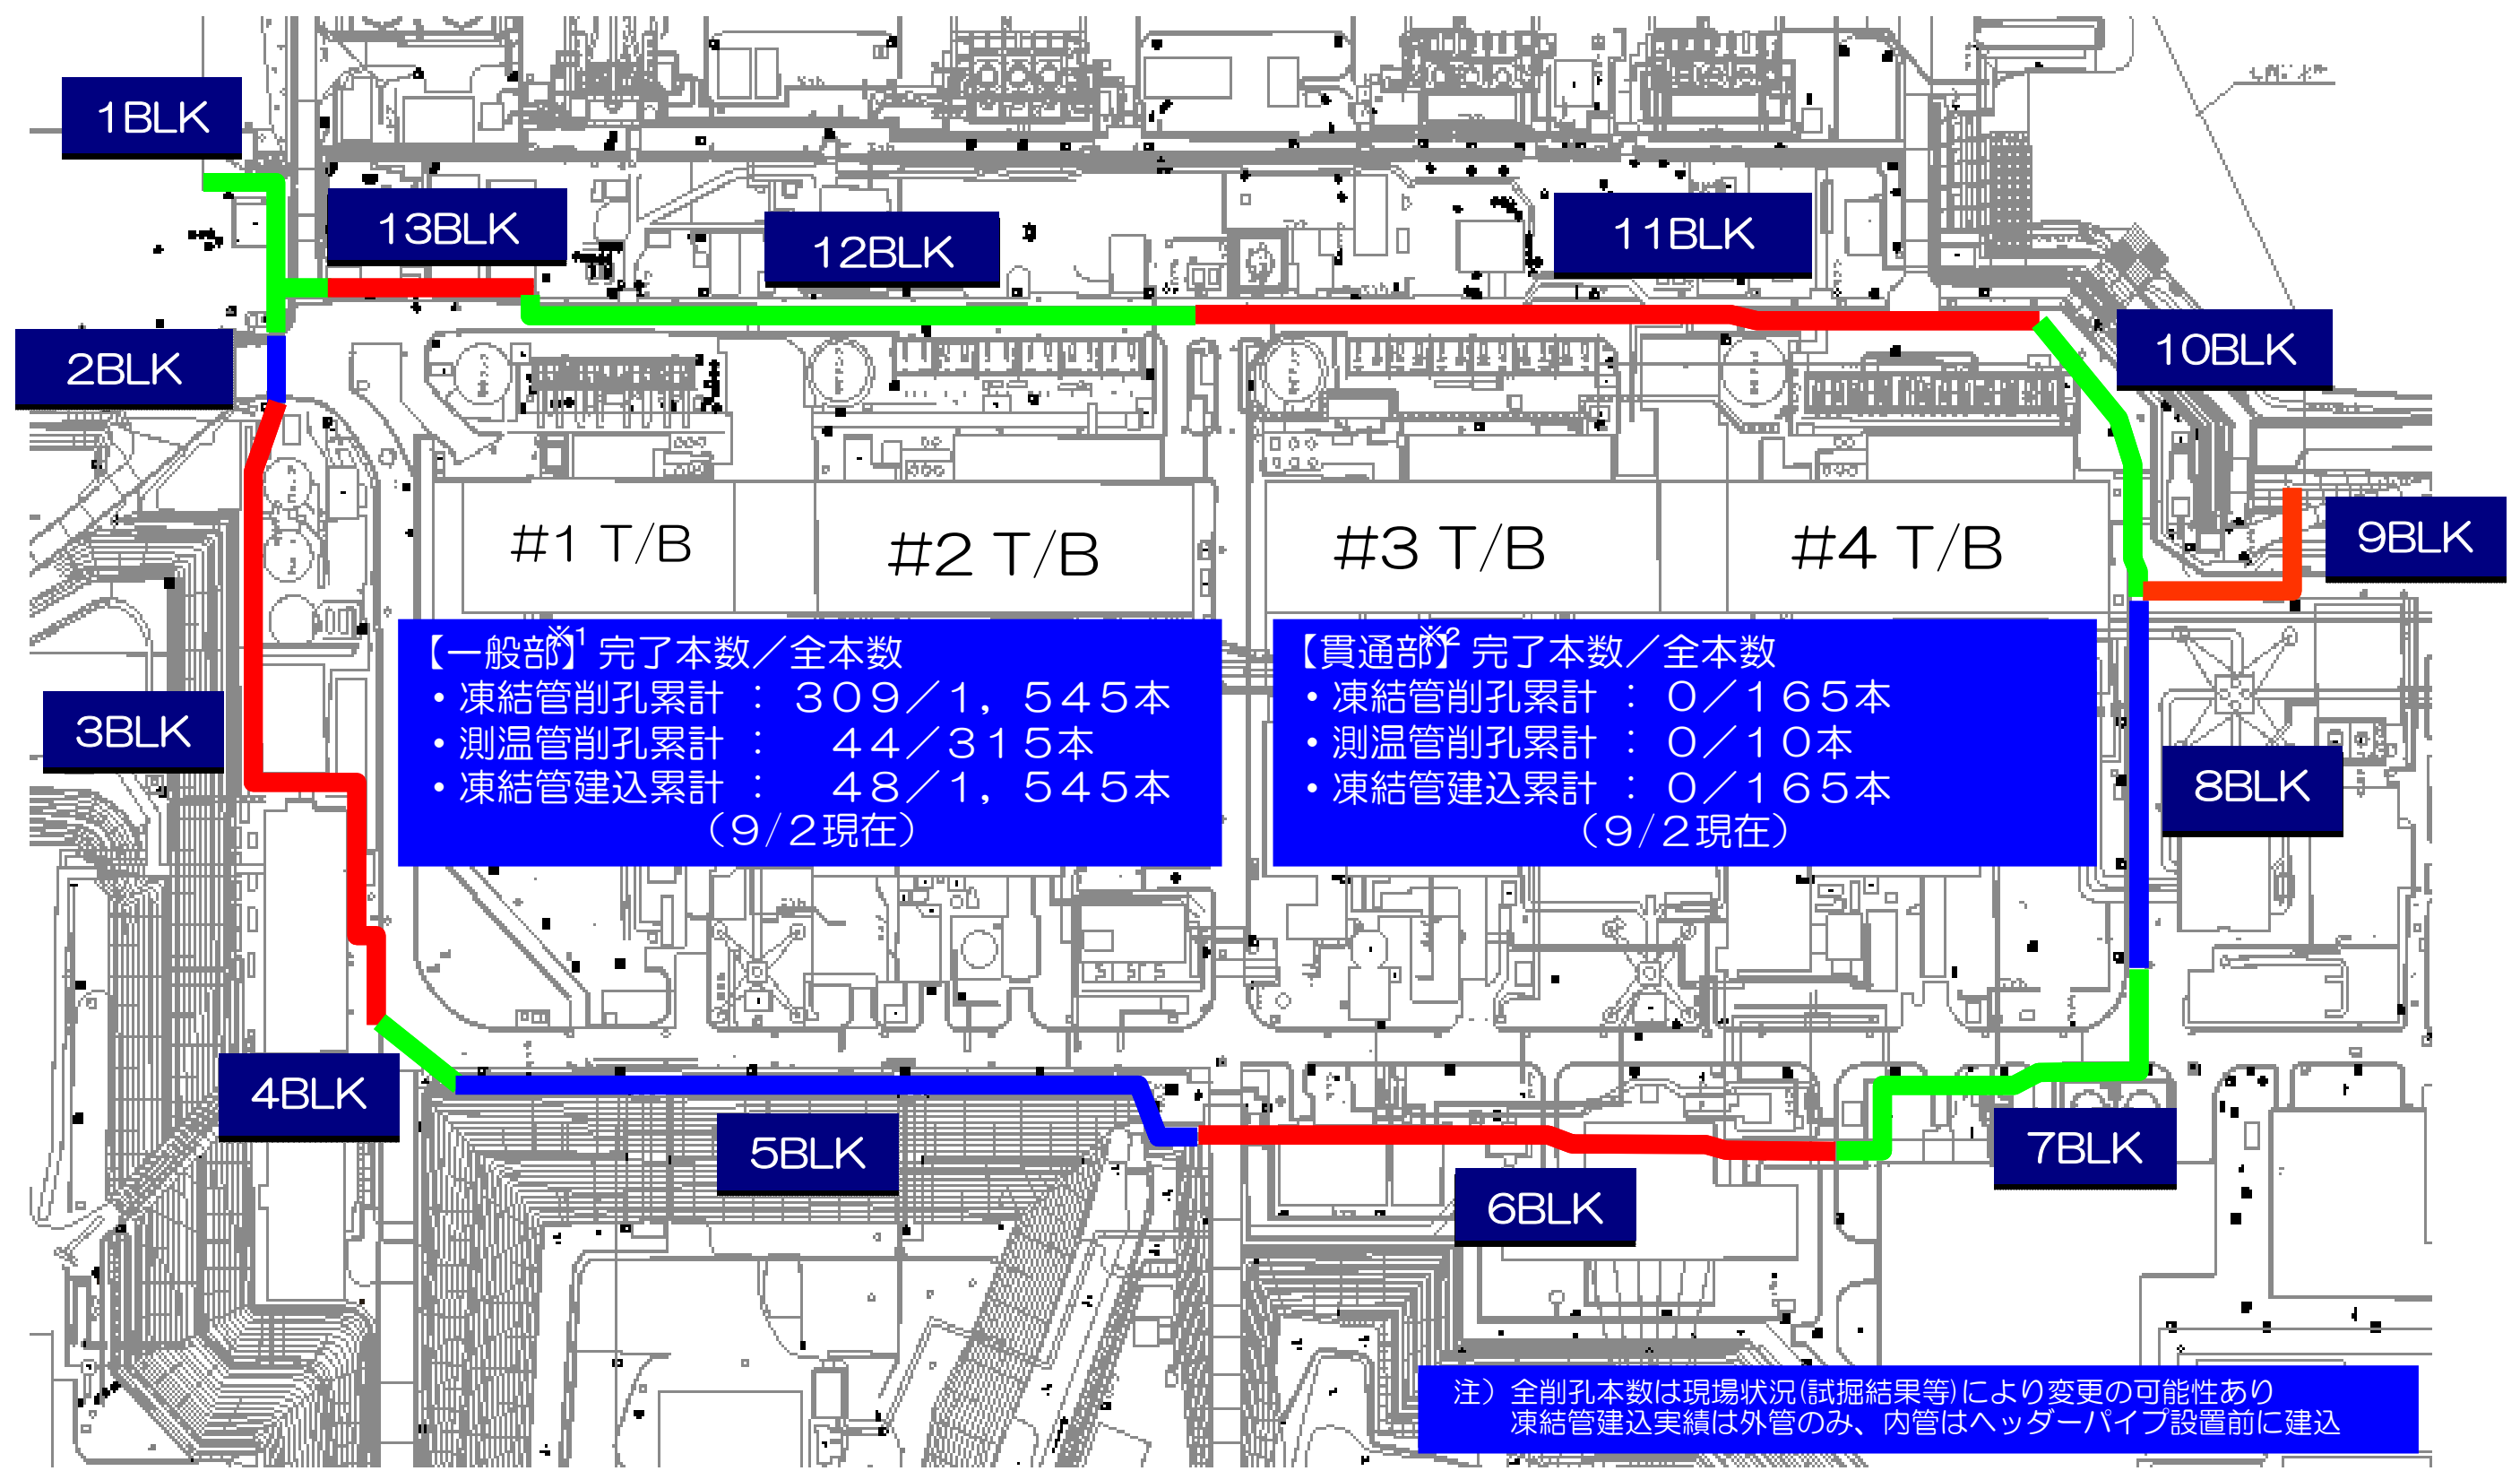 1BLK
13BLK
12BLK
11BLK
2BLK
10BLK
#1 T/B
#2 T/B
#3 T/B
#4 T/B
9BLK
【一般部】※1 完了本数／全本数
・凍結管削孔累計 ： ３０９／１，５４５本
・測温管削孔累計 ： ４４／３１５本
・凍結管建込累計 ： ４８／１，５４５本
（９/２現在）
【貫通部】※2 完了本数／全本数
・凍結管削孔累計 ： ０／１６５本
・測温管削孔累計 ： ０／１０本
・凍結管建込累計 ： ０／１６５本
（９/２現在）
3BLK
8BLK
4BLK
5BLK
7BLK
6BLK
注）全削孔本数は現場状況(試掘結果等)により変更の可能性あり
凍結管建込実績は外管のみ、内管はヘッダーパイプ設置前に建込